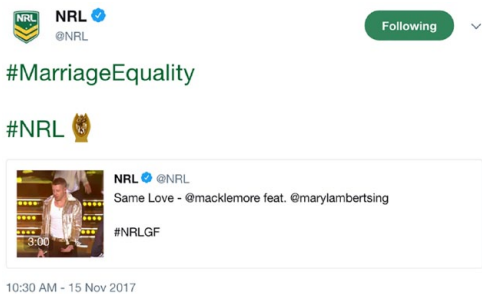 NRL
NRL
@NRL
Following
#MarriageEquality
#NRL
NRL @NRL
Same Love - @macklemore feat. @marylambertsing
#NRLGF
3:00
10:30 AM - 15 Nov 2017